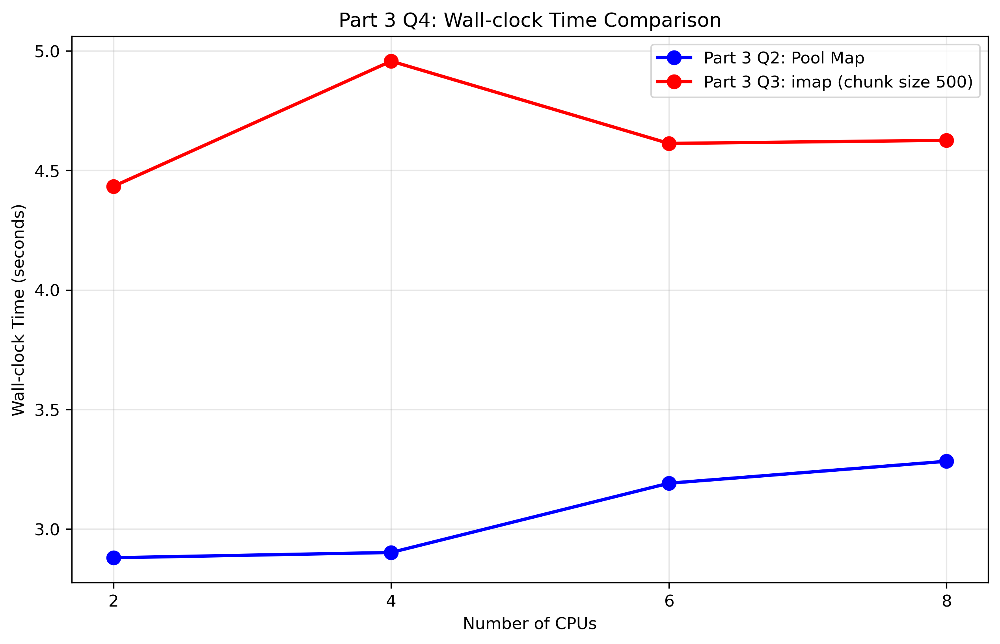 Part 3 Q4: Wall-clock Time Comparison
Part 3 Q2: Pool Map
Part 3 Q3: imap (chunk size 500)
Wall-clock Time (seconds)
5.0
4.5
4.0
3.5
3.0
2
4
6
8
Number of CPUs